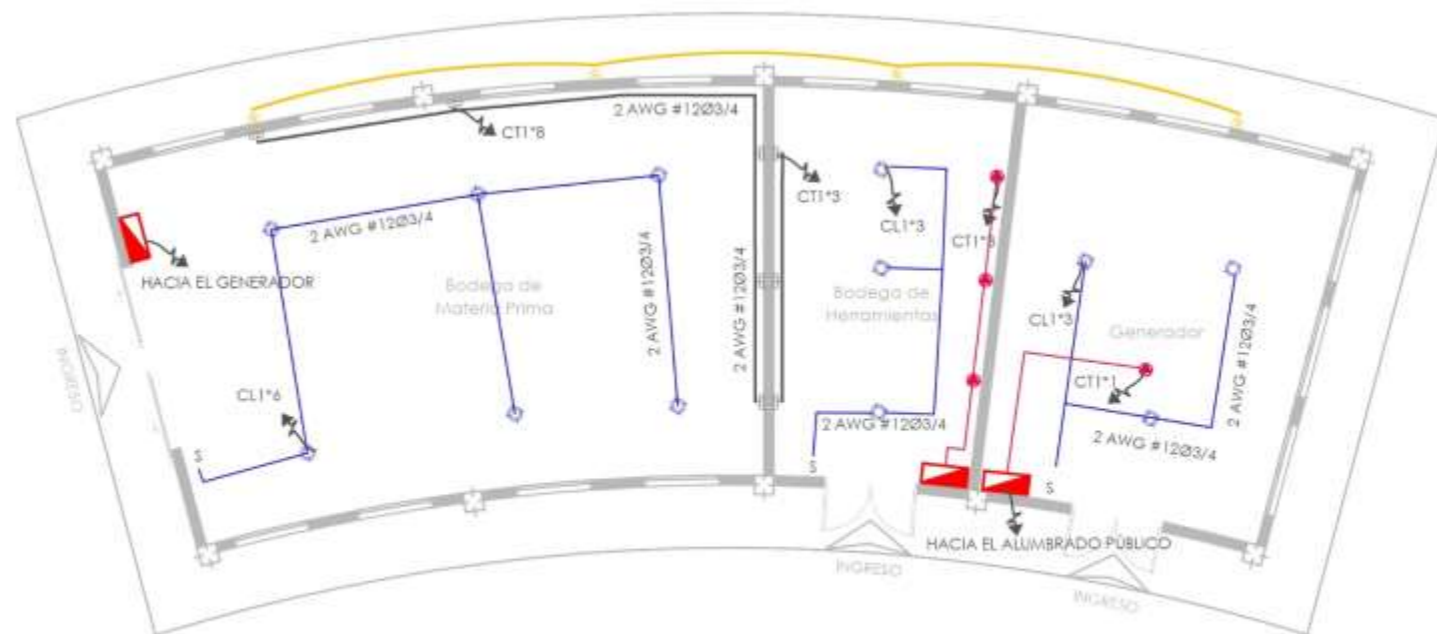 2 AWG #12Ø3/4
CT1*8
CT1*3
2 AWG #12Ø3/4
CL1*3
CT1*3
HACIA EL GENERADOR
Bodega de
Materia Prima
2 AWG #12Ø3/4
2 AWG #12Ø3/4
Bodega de
Herramientas
CL1*3
Generador
INGRESO
CL1*6
CT1*1
2 AWG #12Ø3/4
2 AWG #12Ø3/4
2 AWG #12Ø3/4
S
S
S
HACIA EL ALUMBRADO PÚBLICO
INGRESO
INGRESO